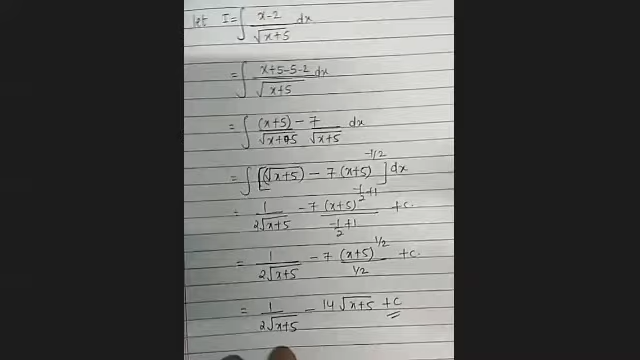 let I = ∫ x-2 / √x+5 dx
= ∫ x+5-5-2 / √x+5 dx
= ∫ (x+5) / √x+5 - 7 / √x+5 dx
= ∫ [(√x+5) - 7(x+5)^-1/2] dx
= 1 / 2√x+5 - 7(x+5)^-1/2+1 / -1/2+1 + c.
= 1 / 2√x+5 - 7(x+5)^1/2 / 1/2 + c.
= 1 / 2√x+5 - 14√x+5 + c